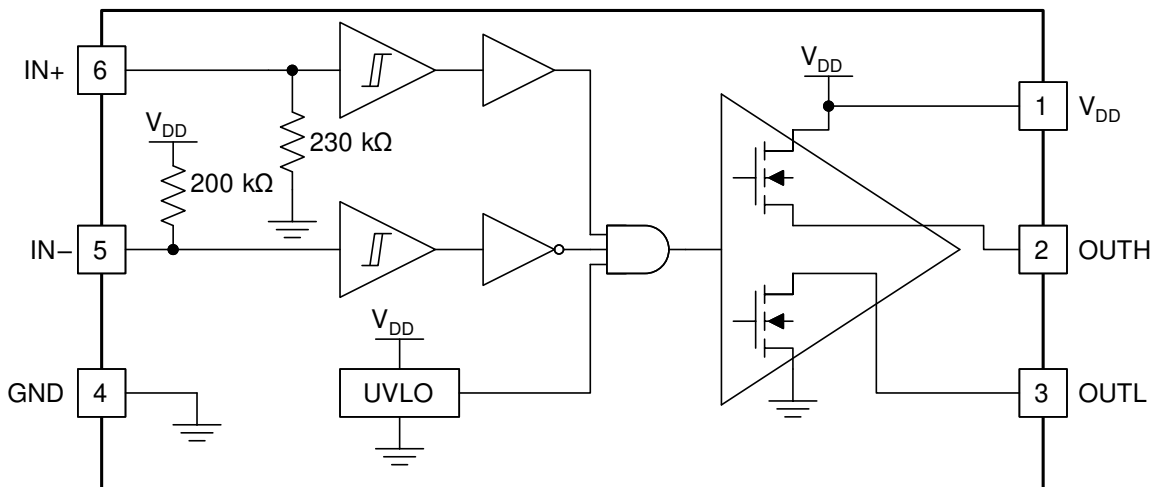 IN+ 6
V_DD
230 kΩ
200 kΩ
IN− 5
V_DD
UVLO
GND 4
V_DD
1 V_DD
2 OUTH
3 OUTL